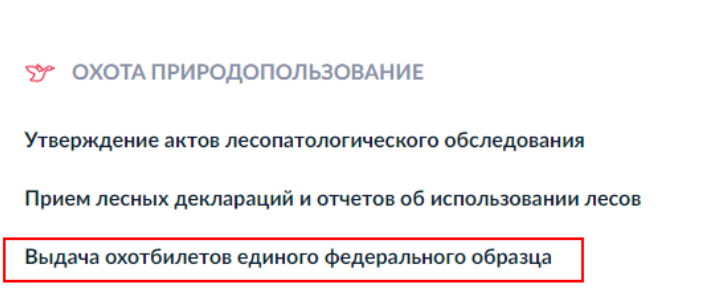 ОХОТА ПРИРОДОПОЛЬЗОВАНИЕ
Утверждение актов лесопатологического обследования
Прием лесных деклараций и отчетов об использовании лесов
Выдача охотбилетов единого федерального образца